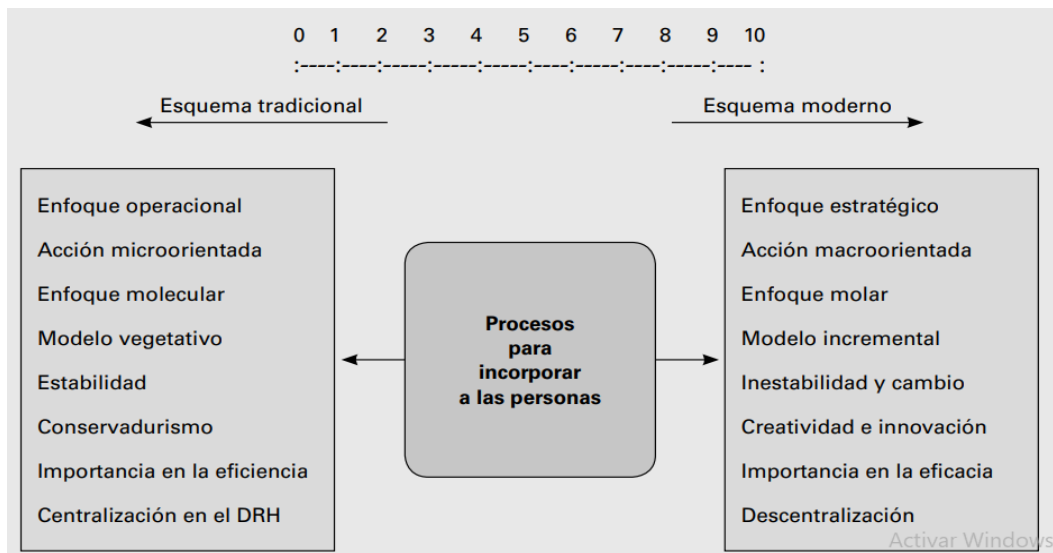 0 1 2 3 4 5 6 7 8 9 10
:----:-----:-----:-----:-----:-----:----:-----:-----:-----:---- :
Esquema tradicional
Esquema moderno
Enfoque operacional
Acción microorientada
Enfoque molecular
Modelo vegetativo
Estabilidad
Conservadurismo
Importancia en la eficiencia
Centralización en el DRH
Procesos
para
incorporar
a las personas
Enfoque estratégico
Acción macroorientada
Enfoque molar
Modelo incremental
Inestabilidad y cambio
Creatividad e innovación
Importancia en la eficacia
Descentralización
Activar Windows